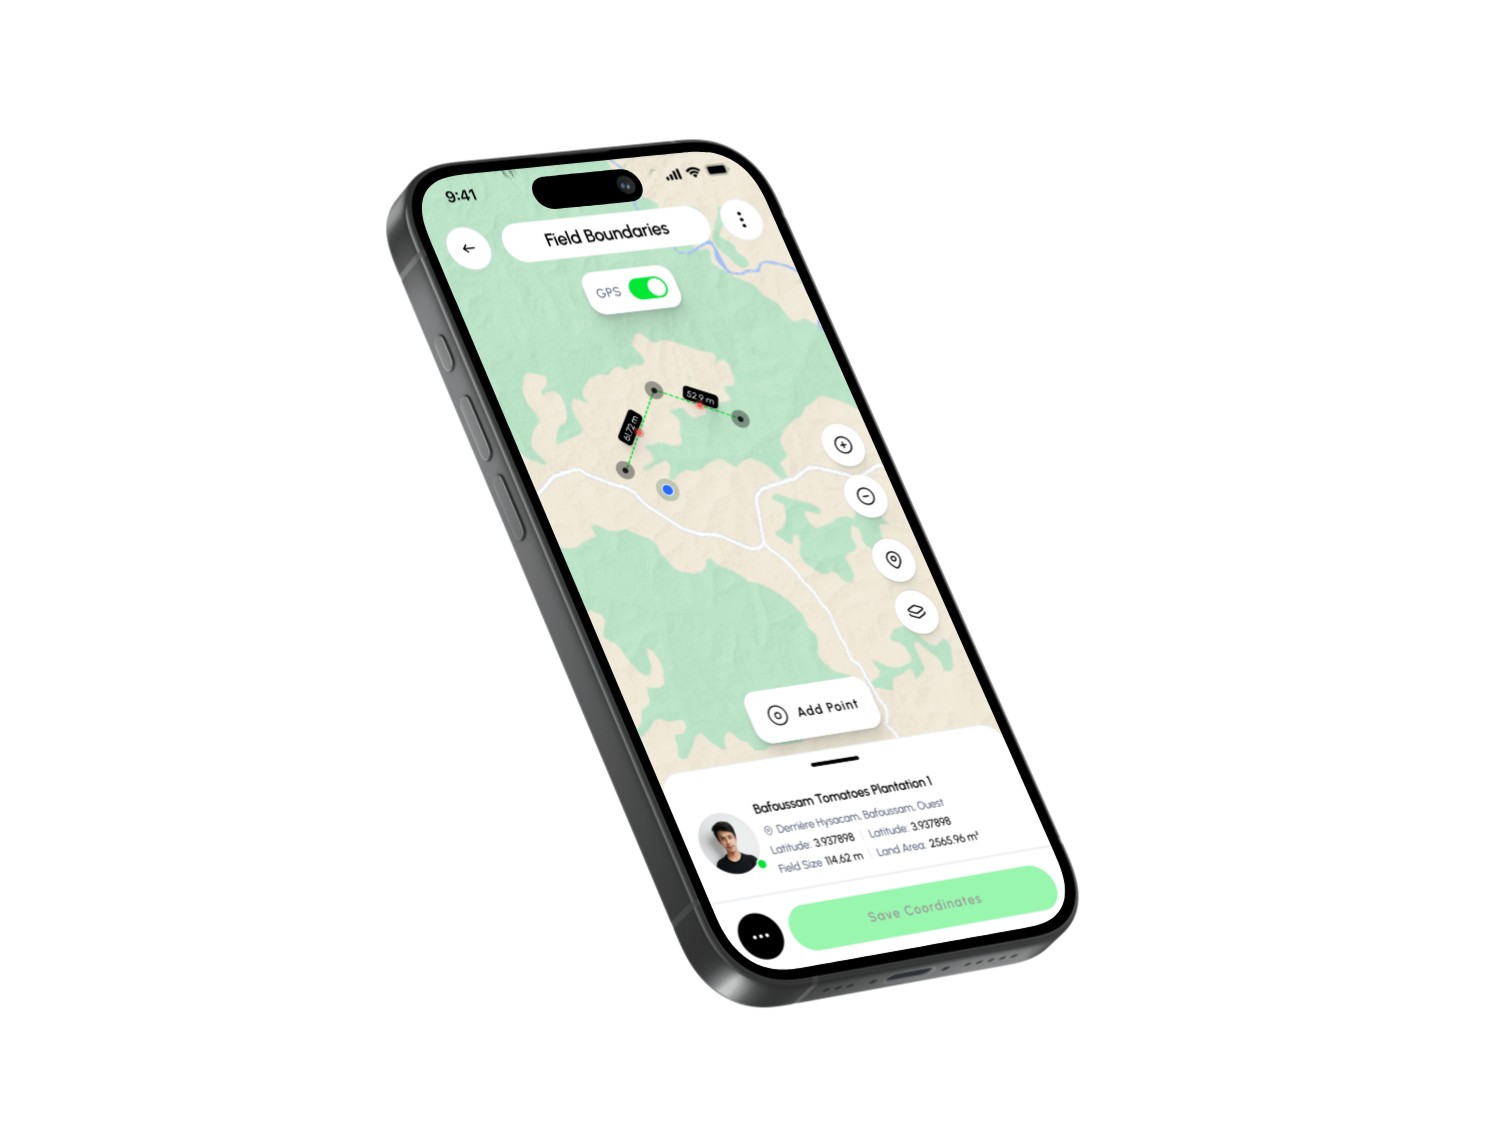 9:41
Field Boundaries
GPS
52.9 m
61.72 m
Add Point
Bafoussam Tomatoes Plantation 1
Derrière Hysacam, Bafoussam, Ouest
Latitude: 3.937898 Latitude: 3.937898
Field Size 114.62 m Land Area: 2565.96 m²
Save Coordinates